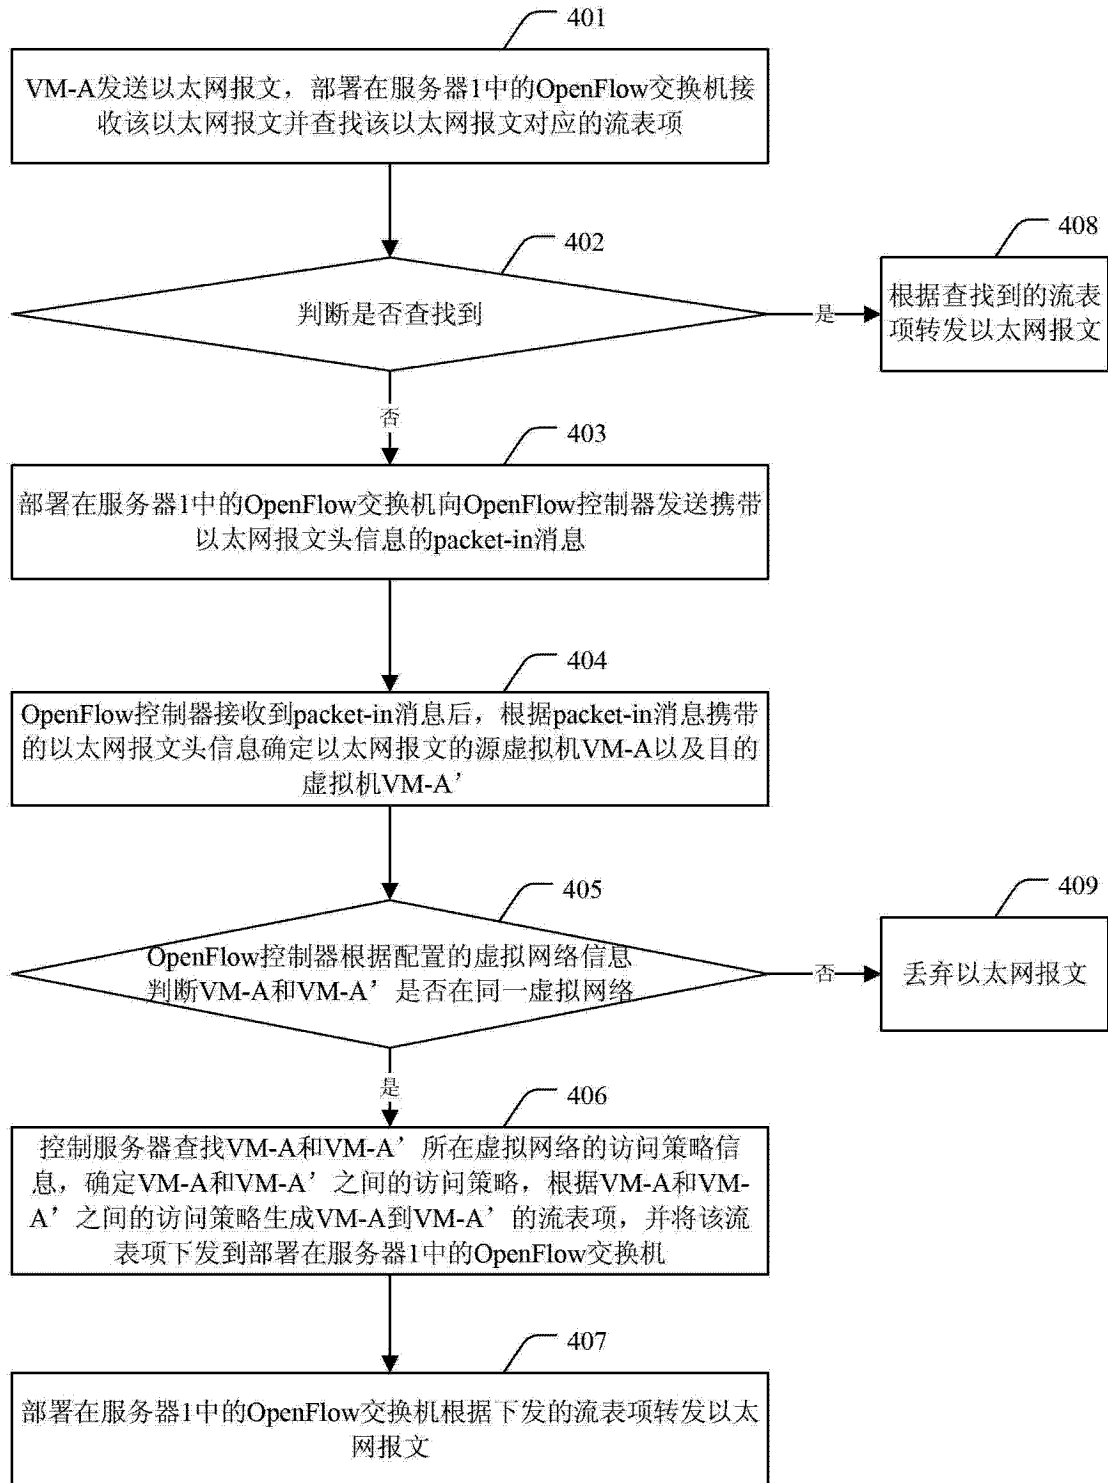 401
VM-A发送以太网报文，部署在服务器1中的OpenFlow交换机接
收该以太网报文并查找该以太网报文对应的流表项
402
判断是否查找到
是
408
根据查找到的流表
项转发以太网报文
否
403
部署在服务器1中的OpenFlow交换机向OpenFlow控制器发送携带
以太网报文头信息的packet-in消息
404
OpenFlow控制器接收到packet-in消息后，根据packet-in消息携带
的以太网报文头信息确定以太网报文的源虚拟机VM-A以及目的
虚拟机VM-A’
405
OpenFlow控制器根据配置的虚拟网络信息
判断VM-A和VM-A’是否在同一虚拟网络
否
409
丢弃以太网报文
是
406
控制服务器查找VM-A和VM-A’所在虚拟网络的访问策略信
息，确定VM-A和VM-A’之间的访问策略，根据VM-A和VM-
A’之间的访问策略生成VM-A到VM-A’的流表项，并将该流
表项下发到部署在服务器1中的OpenFlow交换机
407
部署在服务器1中的OpenFlow交换机根据下发的流表项转发以太
网报文